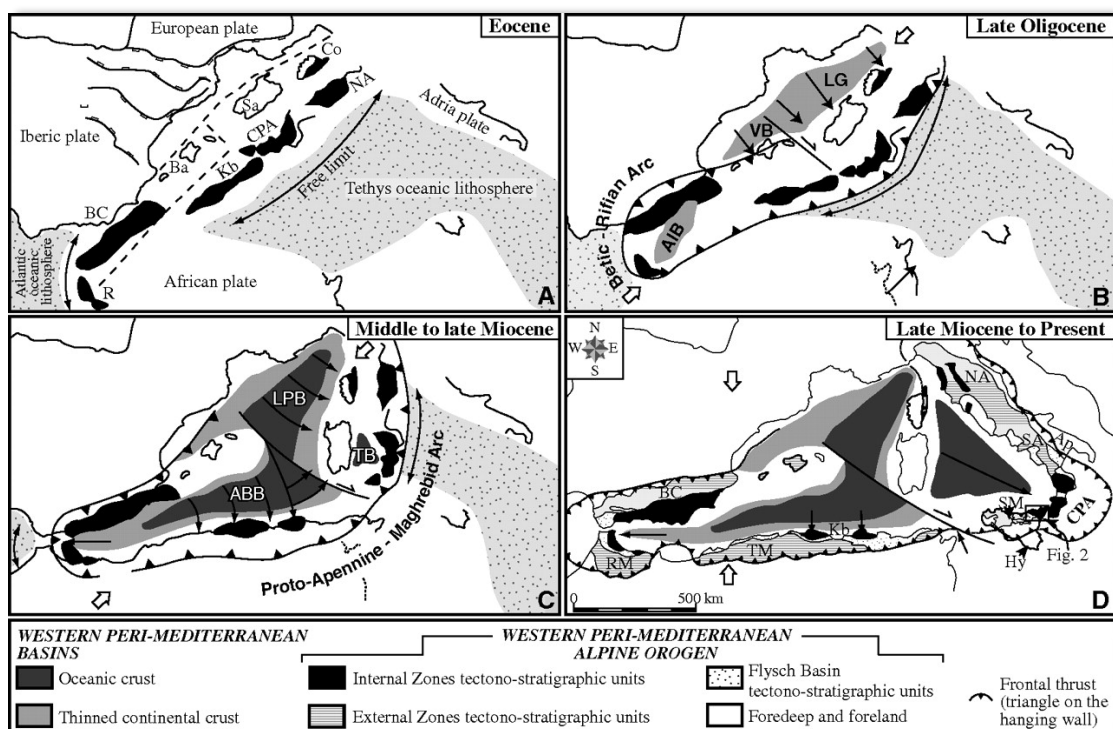 Eocene
European plate
Co
NA
Adria plate
Sa
Iberic plate
CPA
Ba
Kb
Free limit
Tethys oceanic lithosphere
BC
Atlantic
oceanic
lithosphere
R
African plate
A
Late Oligocene
LG
VB
Betic - Rifian Arc
AlB
B
Middle to late Miocene
LPB
TB
ABB
Proto-Apennine - Maghrebid Arc
C
Late Miocene to Present
N
W E
S
NA
SA
Ap
BC
SM
CPA
Kb
Fig. 2
RM
TM
Hy
0 500 km
D
WESTERN PERI-MEDITERRANEAN
BASINS
Oceanic crust
Thinned continental crust
WESTERN PERI-MEDITERRANEAN
ALPINE OROGEN
Internal Zones tectono-stratigraphic units
External Zones tectono-stratigraphic units
Flysch Basin
tectono-stratigraphic units
Foredeep and foreland
Frontal thrust
(triangle on the
hanging wall)